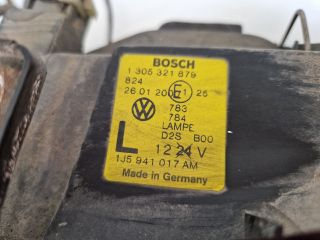 BOSCH
1 305 321 879
824
26 01 200 E1 25
783
784
LAMPE
D2S B00
L 12 24 V
1J5 941 017 AM
Made in Germany